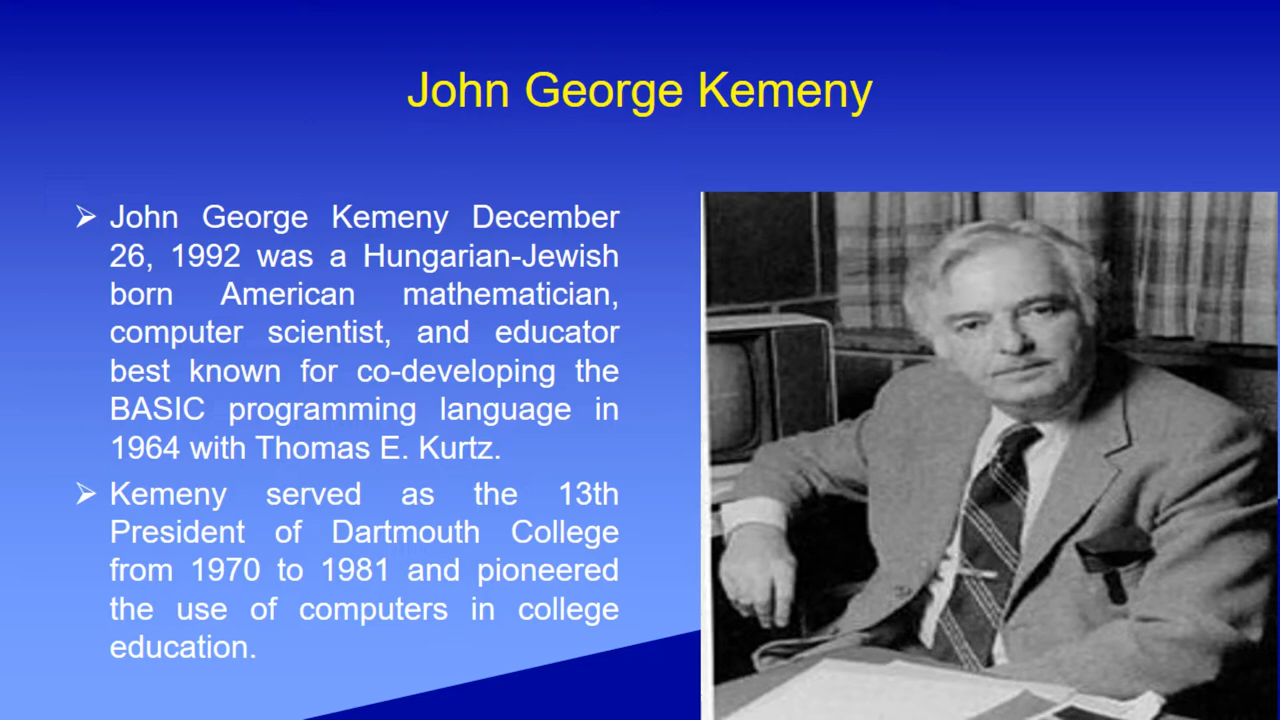 John George Kemeny
John George Kemeny December
26, 1992 was a Hungarian-Jewish
born American mathematician,
computer scientist, and educator
best known for co-developing the
BASIC programming language in
1964 with Thomas E. Kurtz.
Kemeny served as the 13th
President of Dartmouth College
from 1970 to 1981 and pioneered
the use of computers in college
education.